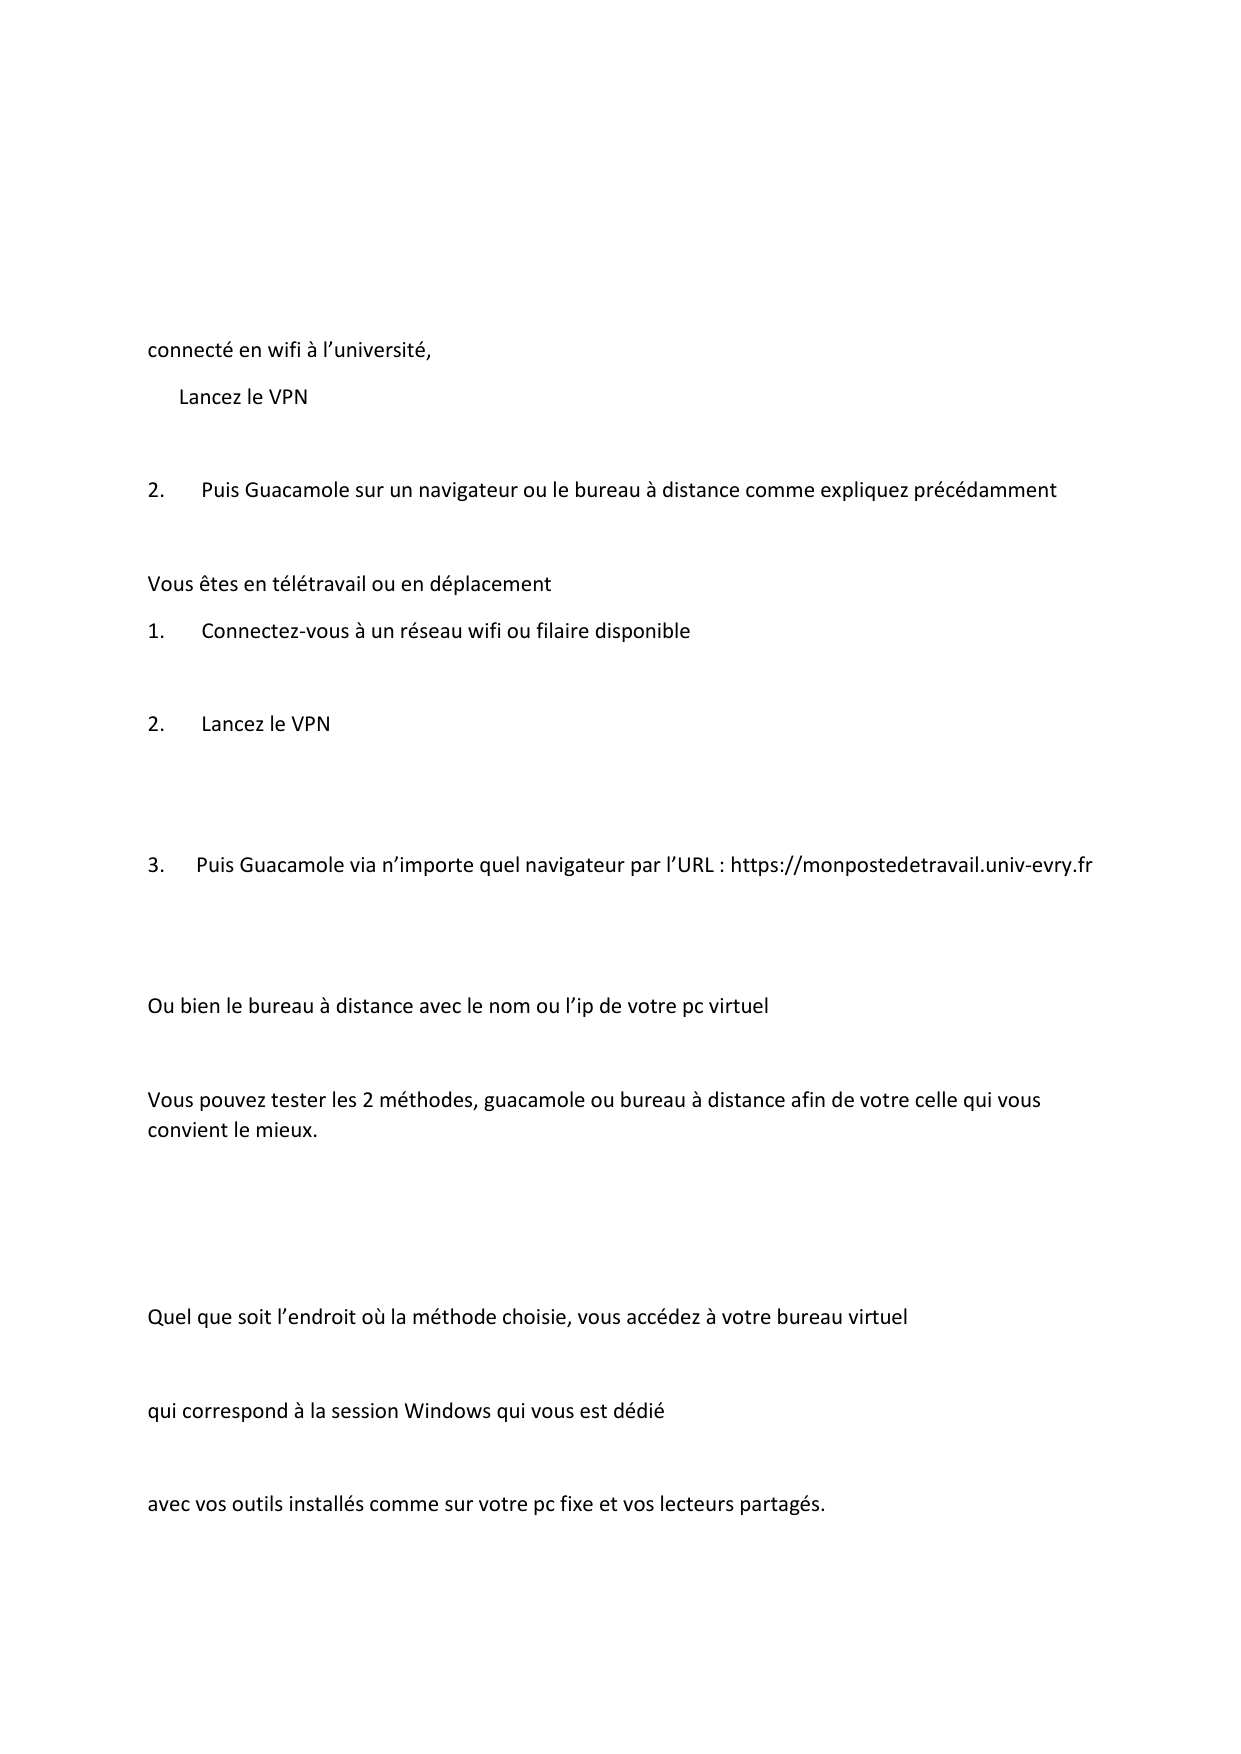 connecté en wifi à l’université,
Lancez le VPN
2. Puis Guacamole sur un navigateur ou le bureau à distance comme expliquez précédamment
Vous êtes en télétravail ou en déplacement
1. Connectez-vous à un réseau wifi ou filaire disponible
2. Lancez le VPN
3. Puis Guacamole via n’importe quel navigateur par l’URL : https://monpostedetravail.univ-evry.fr
Ou bien le bureau à distance avec le nom ou l’ip de votre pc virtuel
Vous pouvez tester les 2 méthodes, guacamole ou bureau à distance afin de votre celle qui vous
convient le mieux.
Quel que soit l’endroit où la méthode choisie, vous accédez à votre bureau virtuel
qui correspond à la session Windows qui vous est dédié
avec vos outils installés comme sur votre pc fixe et vos lecteurs partagés.